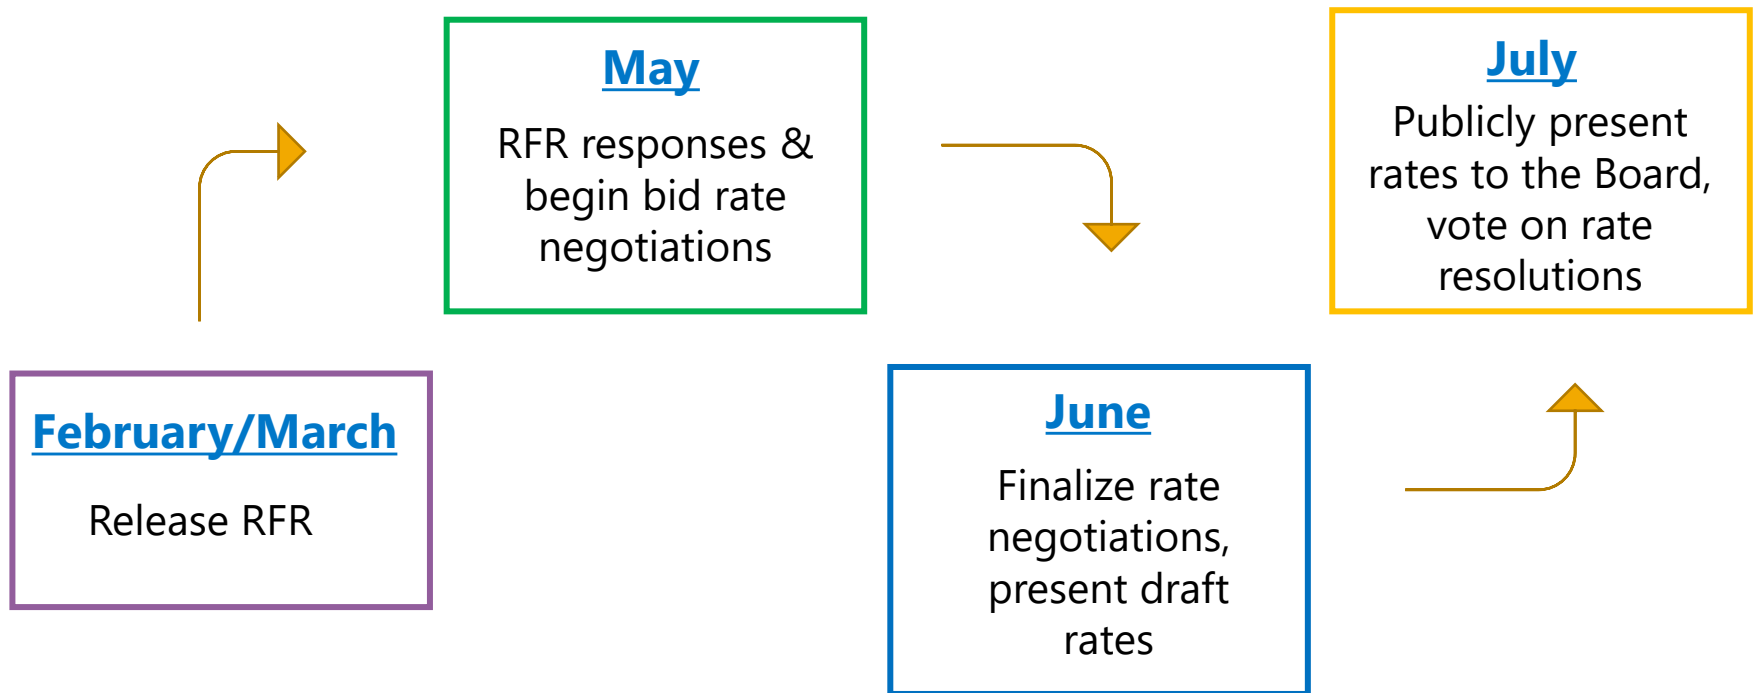 February/March
Release RFR
May
RFR responses &
begin bid rate
negotiations
June
Finalize rate
negotiations,
present draft
rates
July
Publicly present
rates to the Board,
vote on rate
resolutions